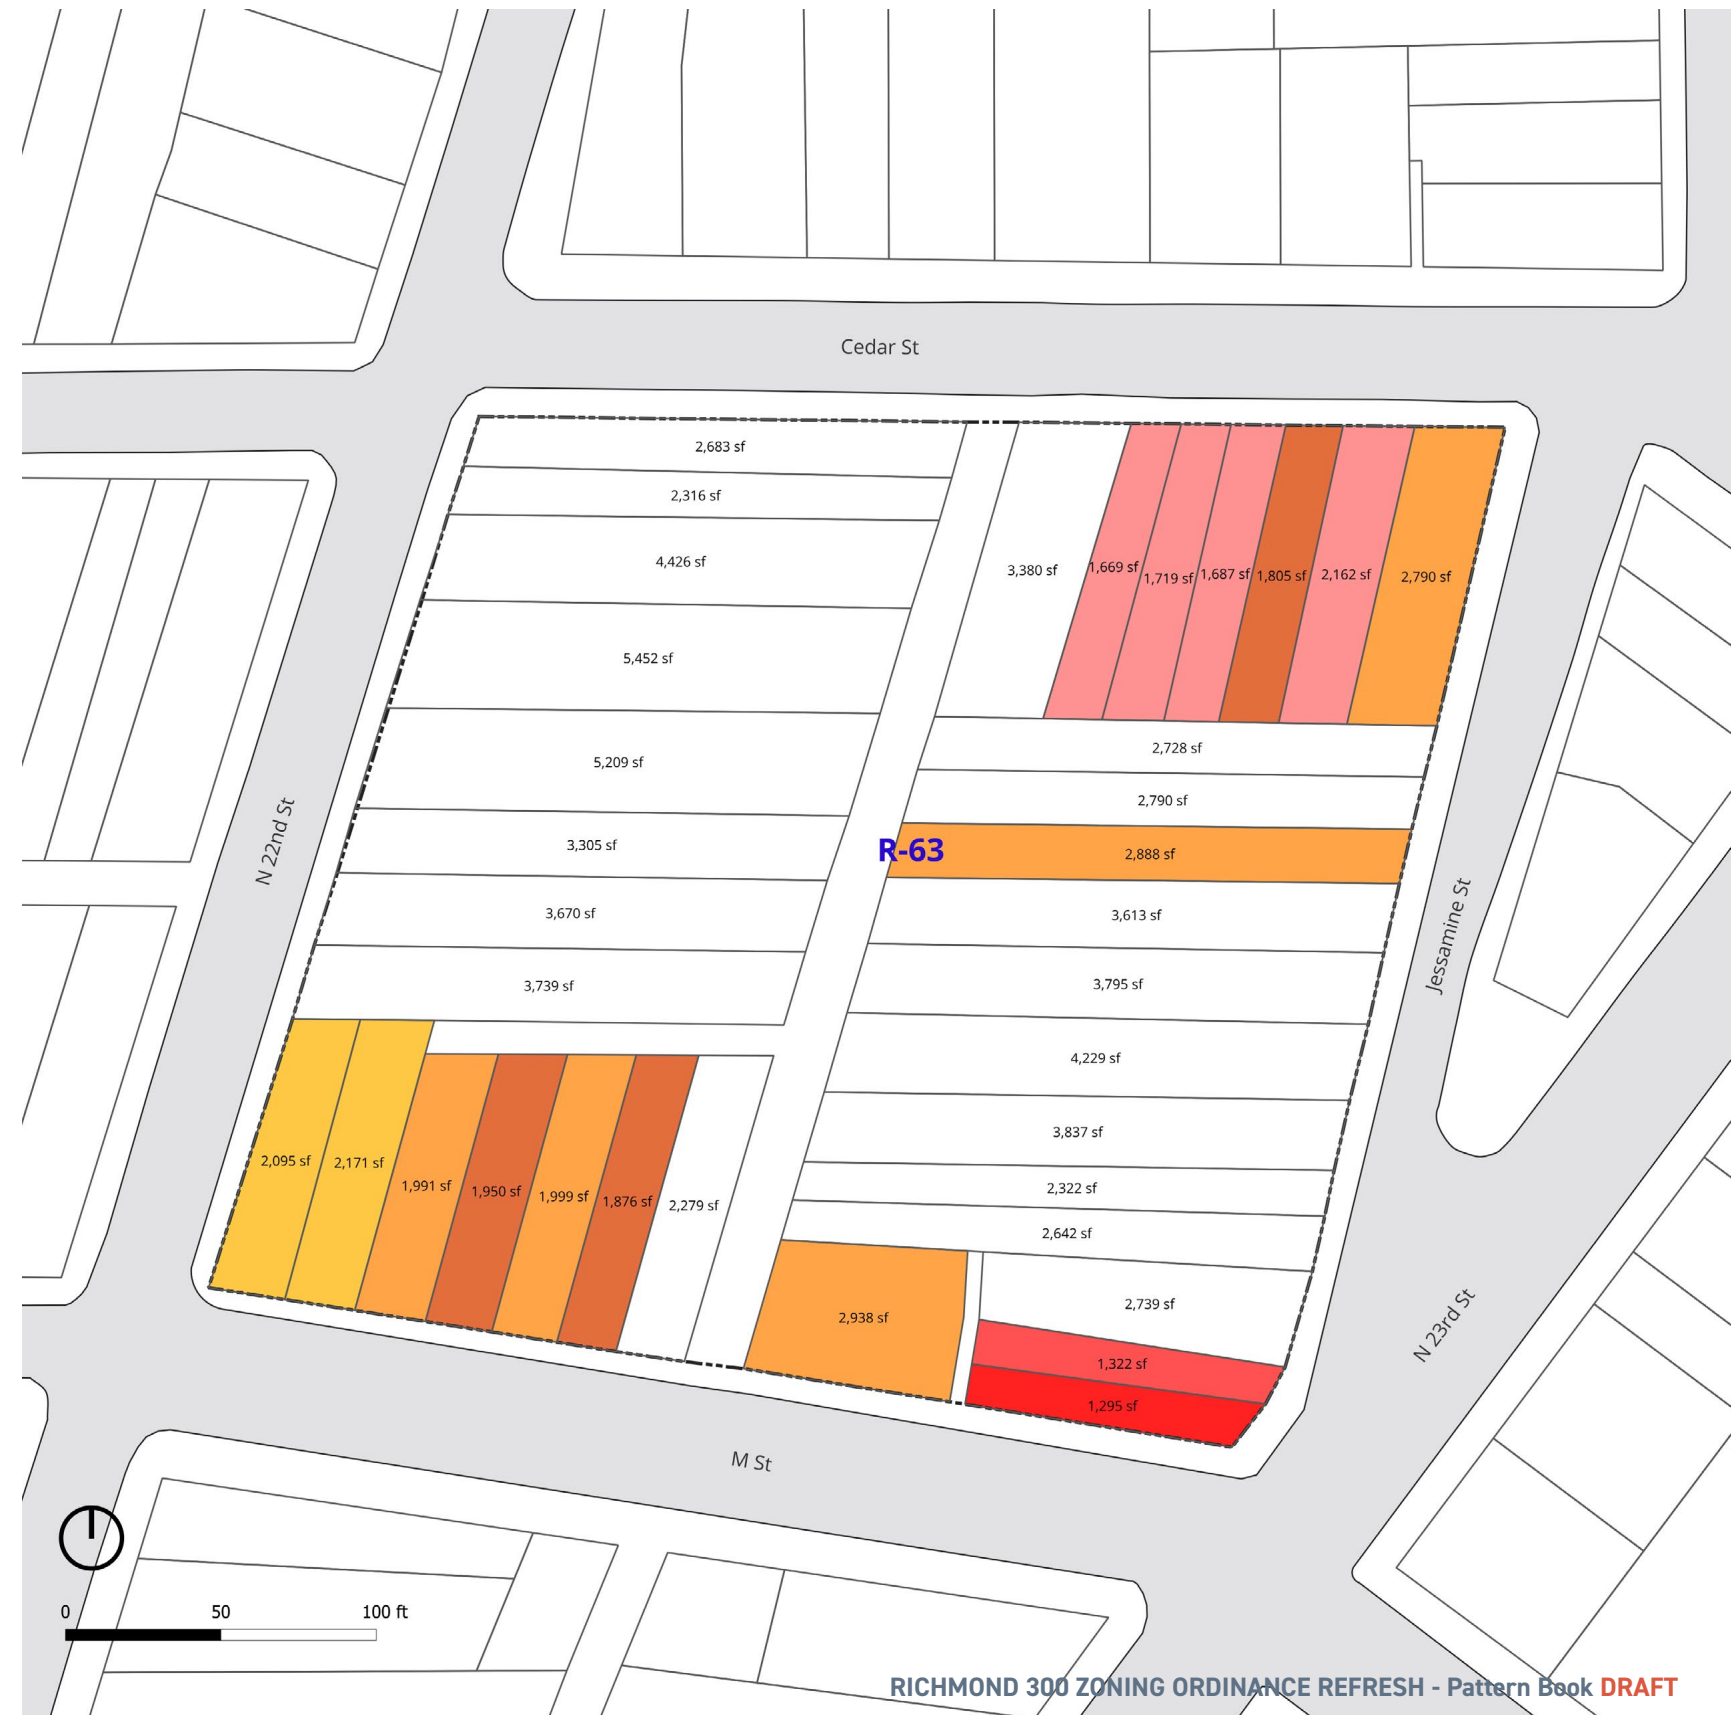 Cedar St
2,683 sf
2,316 sf
4,426 sf
5,452 sf
5,209 sf
3,305 sf
3,670 sf
3,739 sf
3,380 sf
1,669 sf
1,719 sf
1,687 sf
1,805 sf
2,162 sf
2,790 sf
2,728 sf
2,790 sf
R-63
2,888 sf
3,613 sf
3,795 sf
4,229 sf
3,837 sf
2,322 sf
2,642 sf
2,739 sf
1,322 sf
1,295 sf
2,938 sf
2,095 sf
2,171 sf
1,991 sf
1,950 sf
1,999 sf
1,876 sf
2,279 sf
N 22nd St
Jessamine St
N 23rd St
M St
0 50 100 ft
RICHMOND 300 ZONING ORDINANCE REFRESH - Pattern Book DRAFT